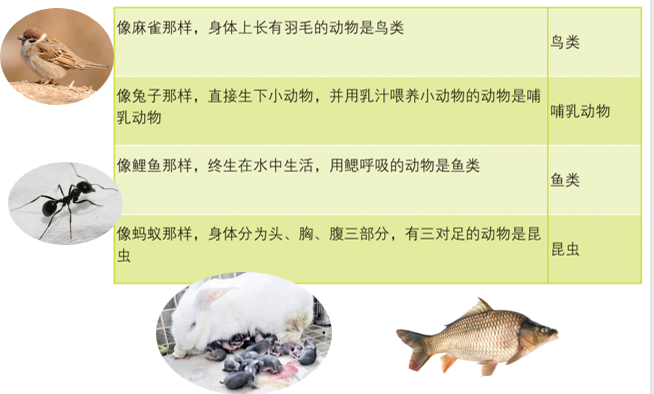 像麻雀那样，身体上长有羽毛的动物是鸟类
鸟类
像兔子那样，直接生下小动物，并用乳汁喂养小动物的动物是哺
乳动物
哺乳动物
像鲤鱼那样，终生在水中生活，用鳃呼吸的动物是鱼类
鱼类
像蚂蚁那样，身体分为头、胸、腹三部分，有三对足的动物是昆
虫
昆虫